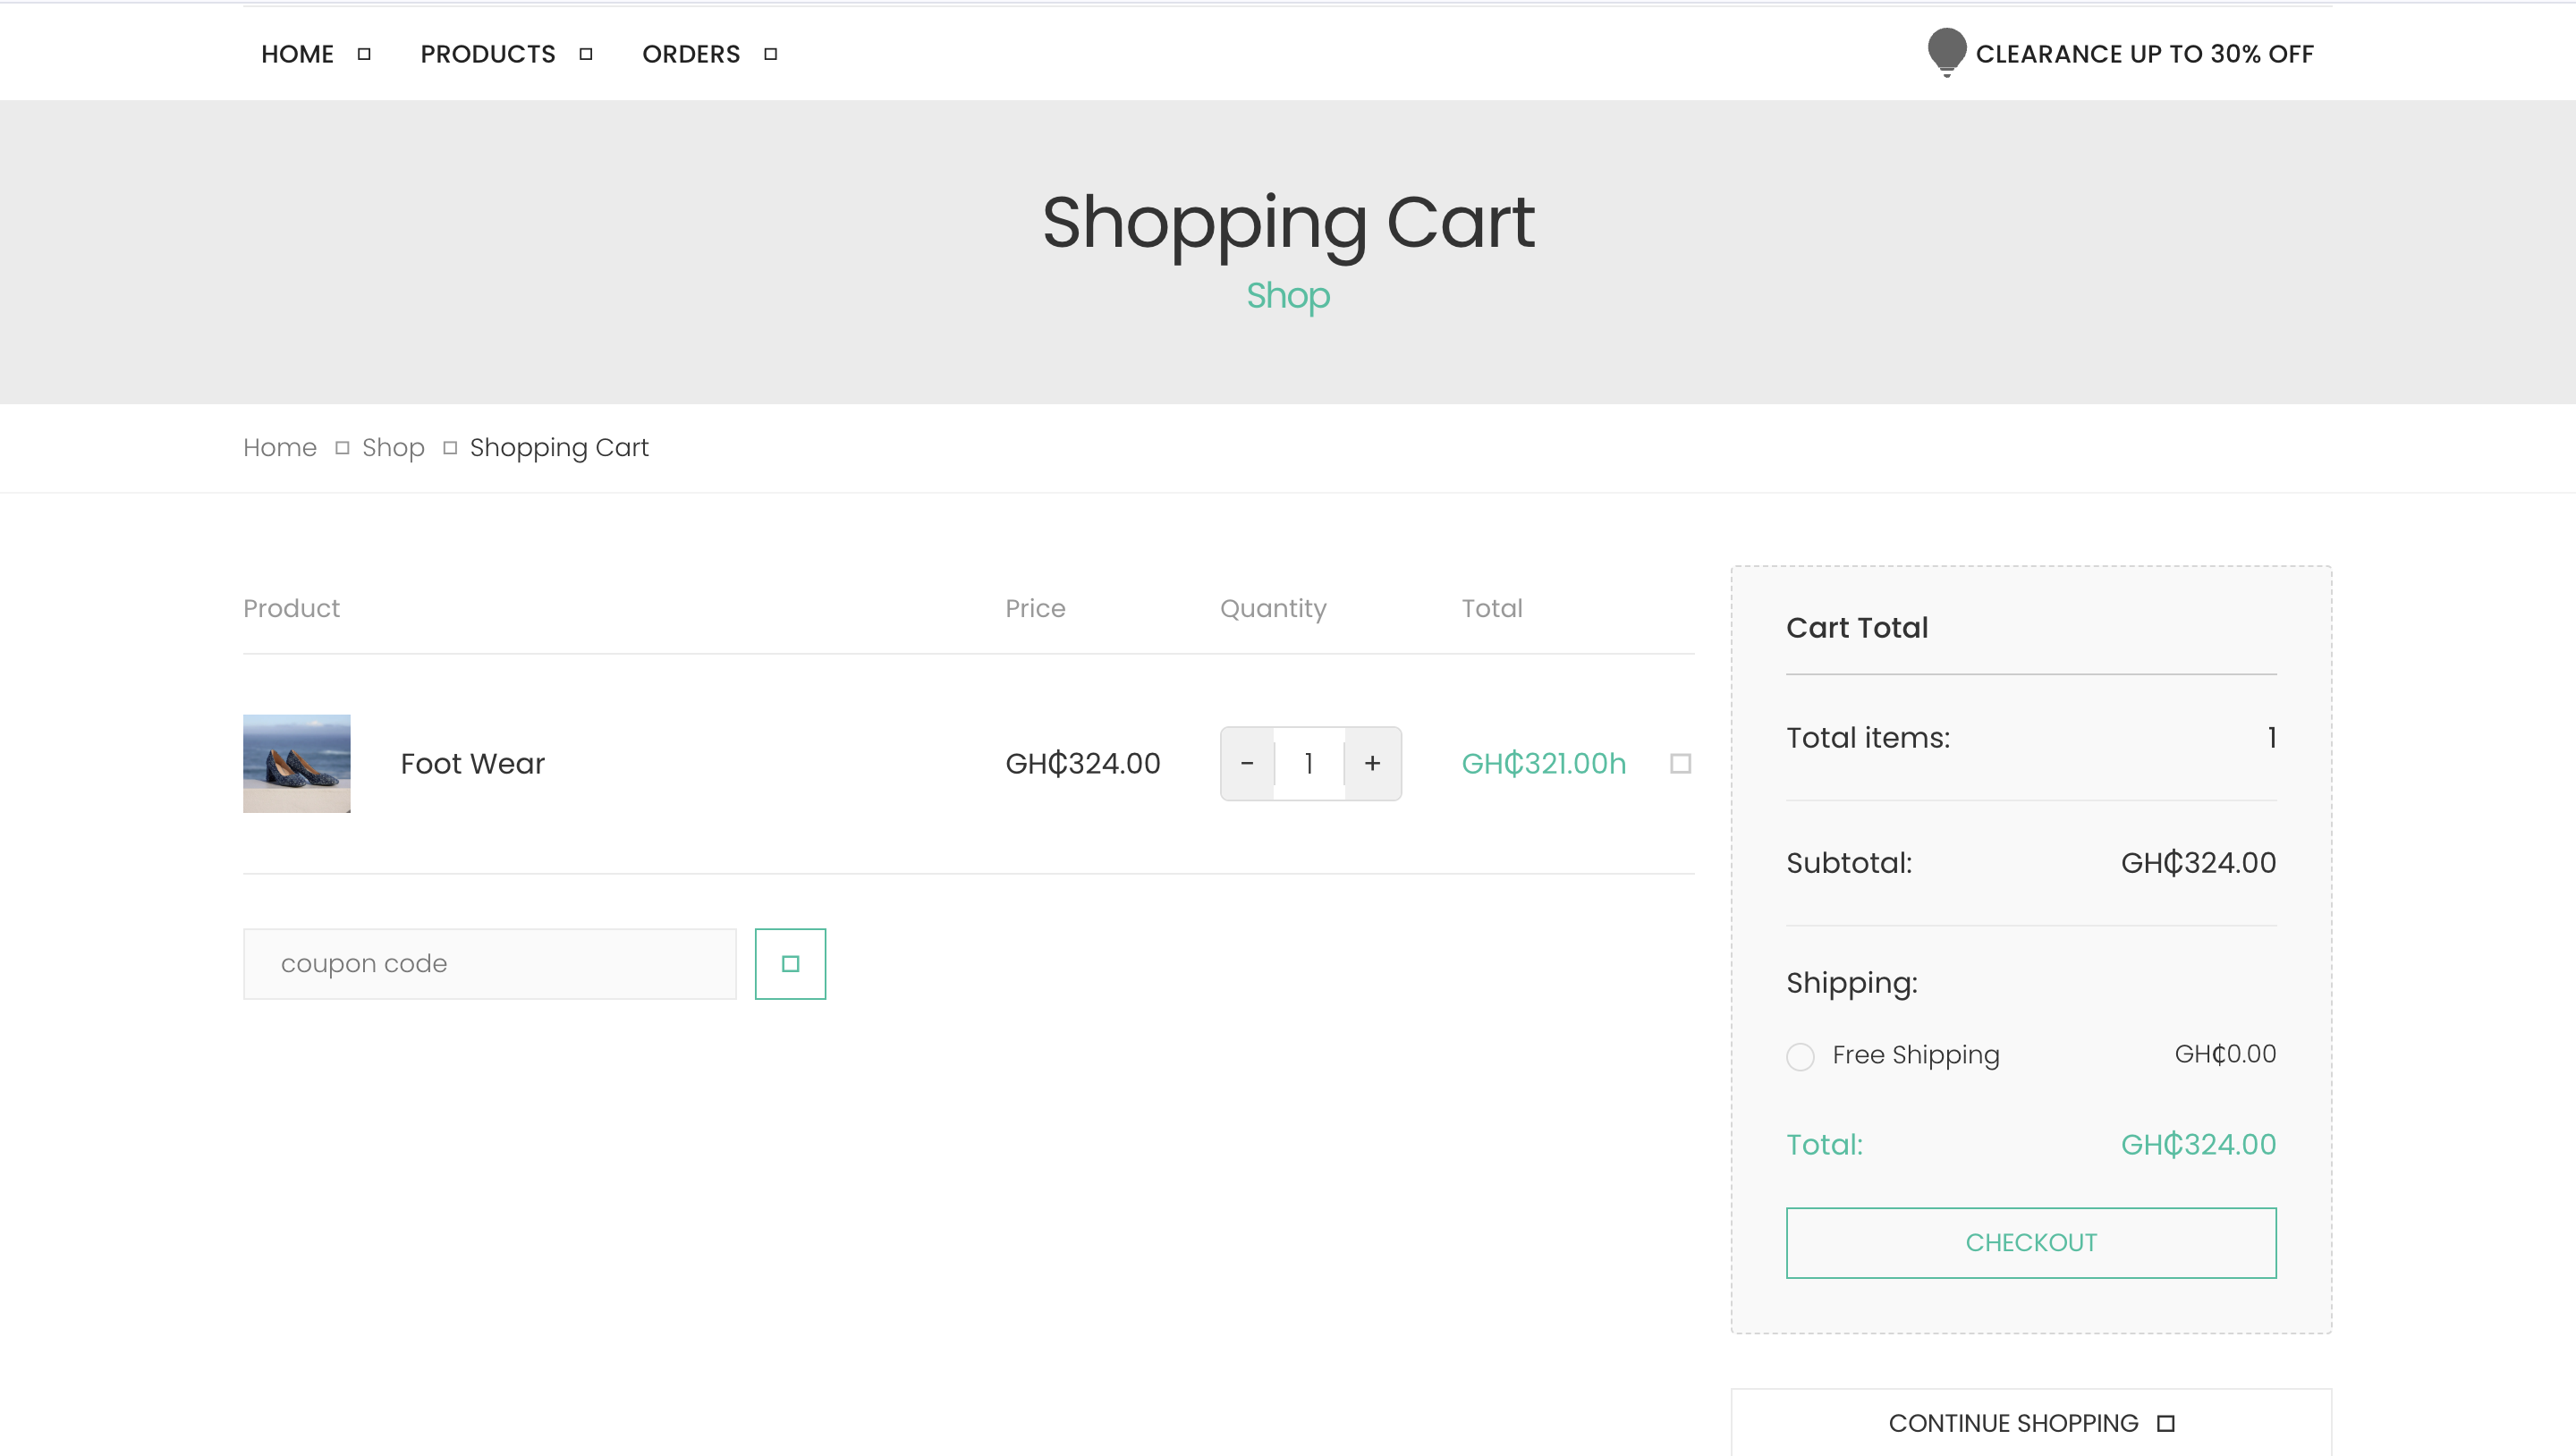 HOME PRODUCTS ORDERS CLEARANCE UP TO 30% OFF
Shopping Cart
Shop
Home Shop Shopping Cart
Product Price Quantity Total
Foot Wear GH₵324.00 - 1 + GH₵321.00h
coupon code
Cart Total
Total items: 1
Subtotal: GH₵324.00
Shipping:
Free Shipping GH₵0.00
Total: GH₵324.00
CHECKOUT
CONTINUE SHOPPING